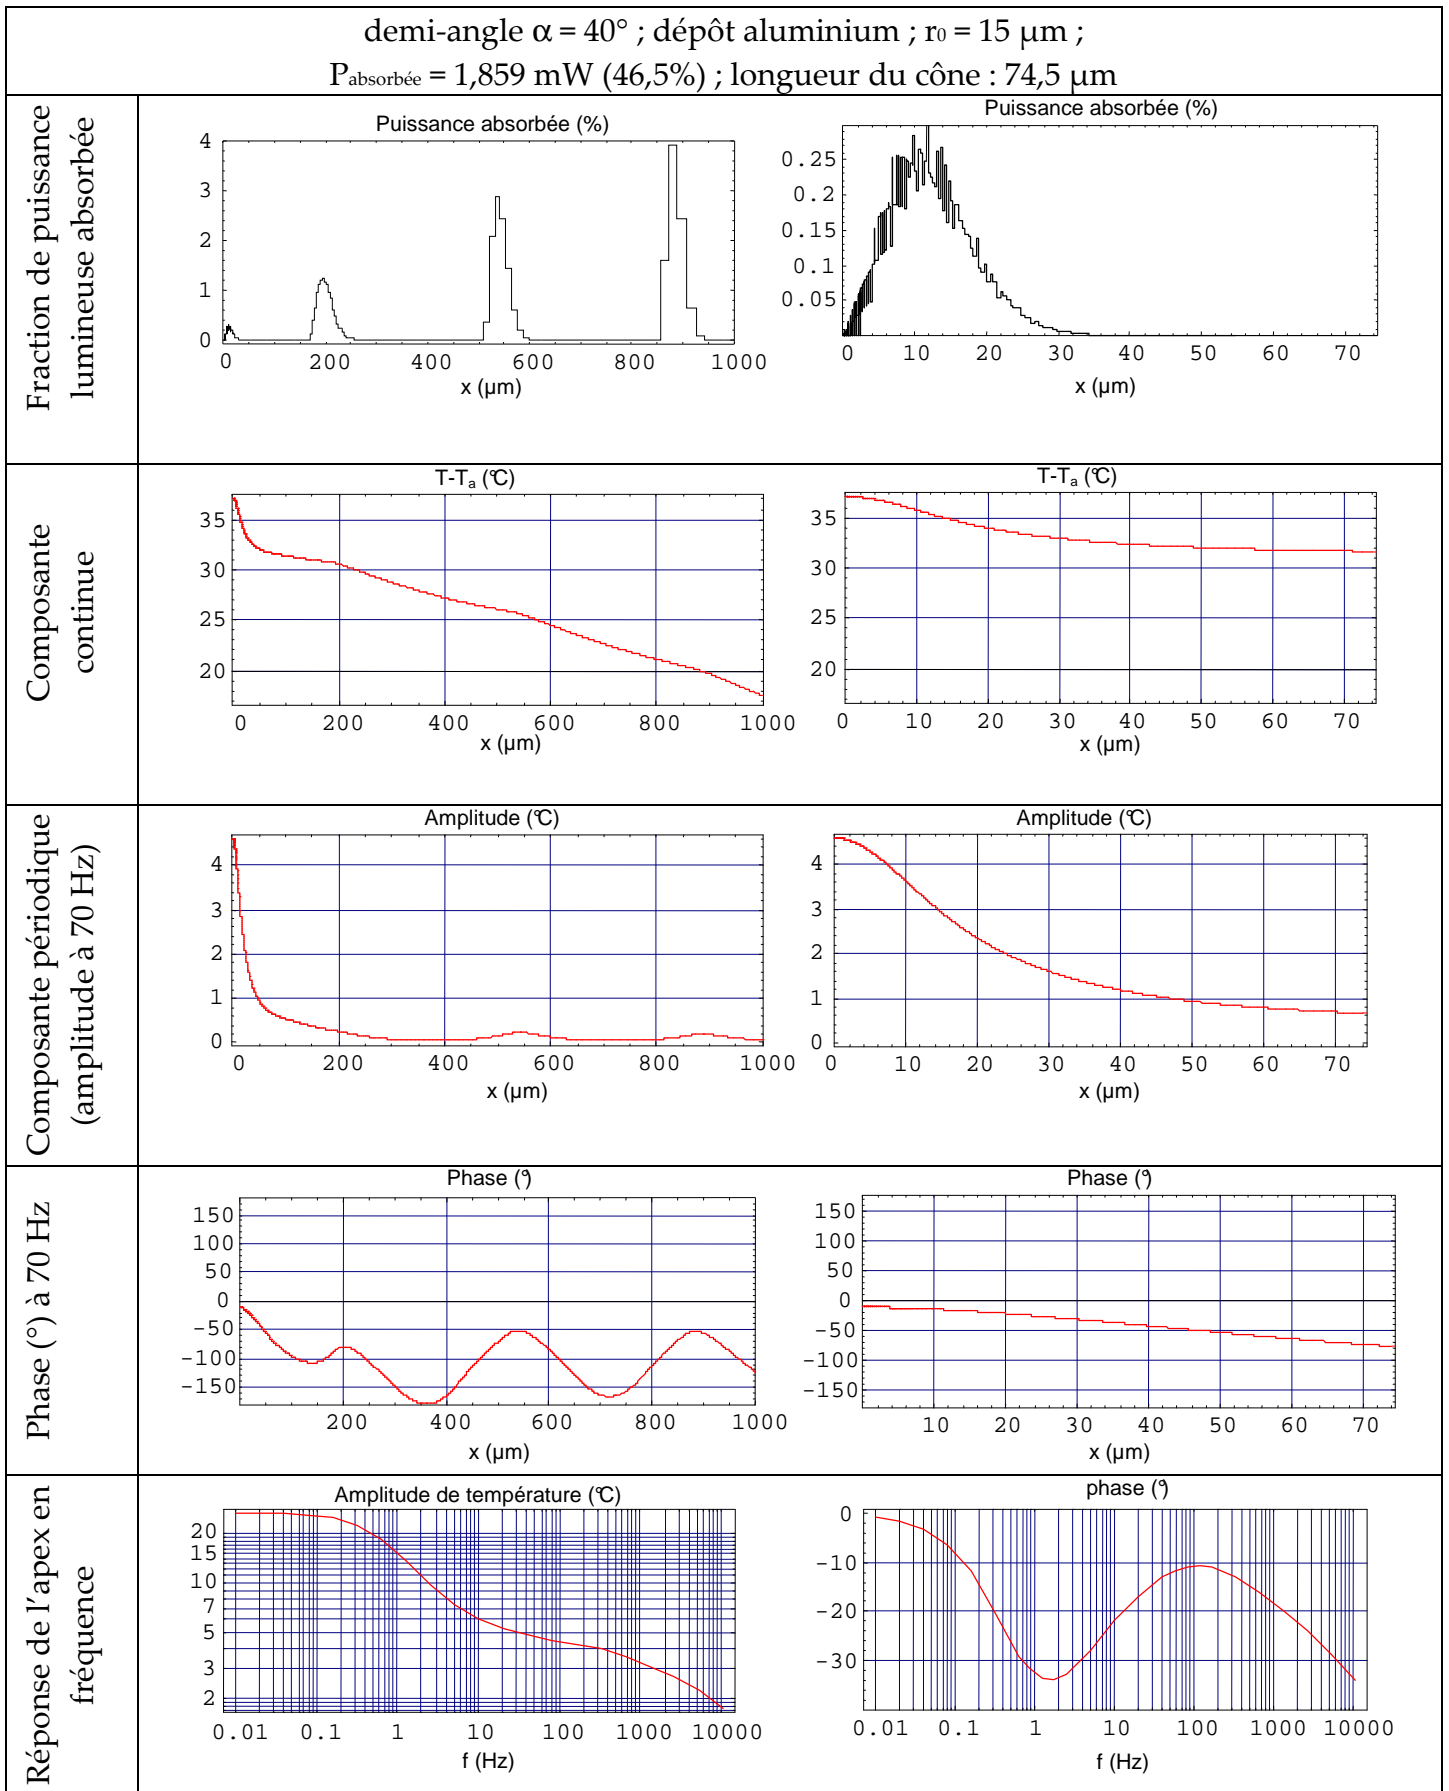 demi-angle α = 40° ; dépôt aluminium ; r₀ = 15 µm ;
Pabsorbée = 1,859 mW (46,5%) ; longueur du cône : 74,5 µm
Fraction de puissance
lumineuse absorbée
Puissance absorbée (%)
4
3
2
1
0
0 200 400 600 800 1000
x (µm)
Puissance absorbée (%)
0.25
0.2
0.15
0.1
0.05
0 10 20 30 40 50 60 70
x (µm)
Composante
continue
T-Ta (°C)
35
30
25
20
0 200 400 600 800 1000
x (µm)
T-Ta (°C)
35
30
25
20
0 10 20 30 40 50 60 70
x (µm)
Composante périodique
(amplitude à 70 Hz)
Amplitude (°C)
4
3
2
1
0
0 200 400 600 800 1000
x (µm)
Amplitude (°C)
4
3
2
1
0
0 10 20 30 40 50 60 70
x (µm)
Phase (°) à 70 Hz
Phase (°)
150
100
50
0
-50
-100
-150
200 400 600 800 1000
x (µm)
Phase (°)
150
100
50
0
-50
-100
-150
10 20 30 40 50 60 70
x (µm)
Réponse de l'apex en
fréquence
Amplitude de température (°C)
20
15
10
7
5
3
2
0.01 0.1 1 10 100 1000 10000
f (Hz)
phase (°)
0
-10
-20
-30
0.01 0.1 1 10 100 1000 10000
f (Hz)